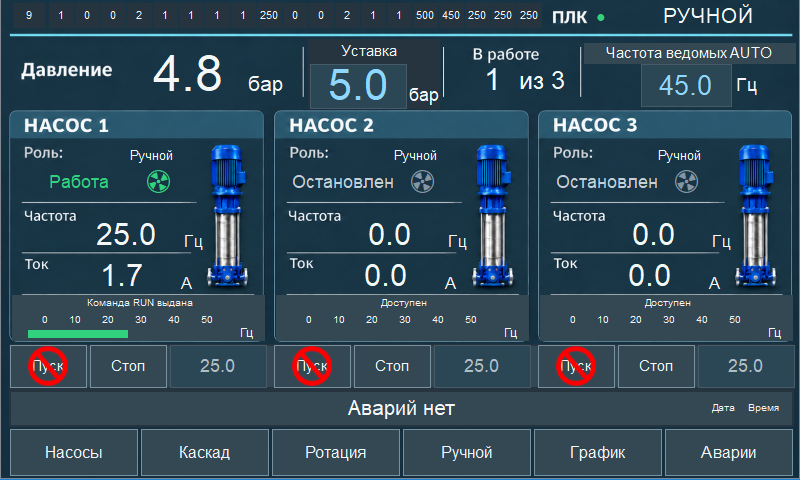 9 1 0 0 2 1 1 1 1 250 0 0 2 1 1 500 450 250 250 250 ПЛК РУЧНОЙ
Давление 4.8 бар
Уставка
5.0 бар
В работе
1 из 3
Частота ведомых AUTO
45.0 Гц
НАСОС 1
Роль: Ручной
Работа
Частота
25.0 Гц
Ток
1.7 А
Команда RUN выдана
0 10 20 30 40 50
Гц
НАСОС 2
Роль: Ручной
Остановлен
Частота
0.0 Гц
Ток
0.0 А
Доступен
0 10 20 30 40 50
Гц
НАСОС 3
Роль: Ручной
Остановлен
Частота
0.0 Гц
Ток
0.0 А
Доступен
0 10 20 30 40 50
Гц
Пуск Стоп 25.0 Пуск Стоп 25.0 Пуск Стоп 25.0
Аварий нет Дата Время
Насосы Каскад Ротация Ручной График Аварии